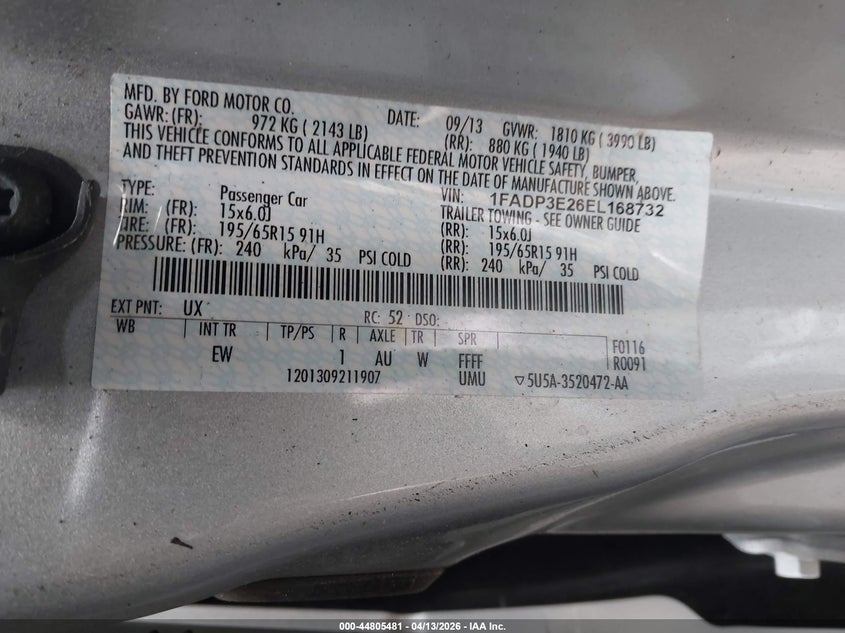 MFD. BY FORD MOTOR CO. DATE: 09/13 GVWR: 1810 KG ( 3990 LB)
GAWR: (FR): 972 KG ( 2143 LB) (RR): 880 KG ( 1940 LB)
THIS VEHICLE CONFORMS TO ALL APPLICABLE FEDERAL MOTOR VEHICLE SAFETY, BUMPER,
AND THEFT PREVENTION STANDARDS IN EFFECT ON THE DATE OF MANUFACTURE SHOWN ABOVE.
VIN: 1FADP3E26EL168732
TYPE: Passenger Car TRAILER TOWING - SEE OWNER GUIDE
RIM: (FR): 15x6.0J (RR): 15x6.0J
TIRE: (FR): 195/65R15 91H (RR): 195/65R15 91H
PRESSURE: (FR): 240 kPa/ 35 PSI COLD (RR): 240 kPa/ 35 PSI COLD
EXT PNT: UX RC: 52 DSO:
WB INT TR TP/PS R AXLE TR SPR F0116
EW 1 AU W FFFF R0091
1201309211907 UMU ▽5U5A-3520472-AA
000-44805481 - 04/13/2026 - IAA Inc.